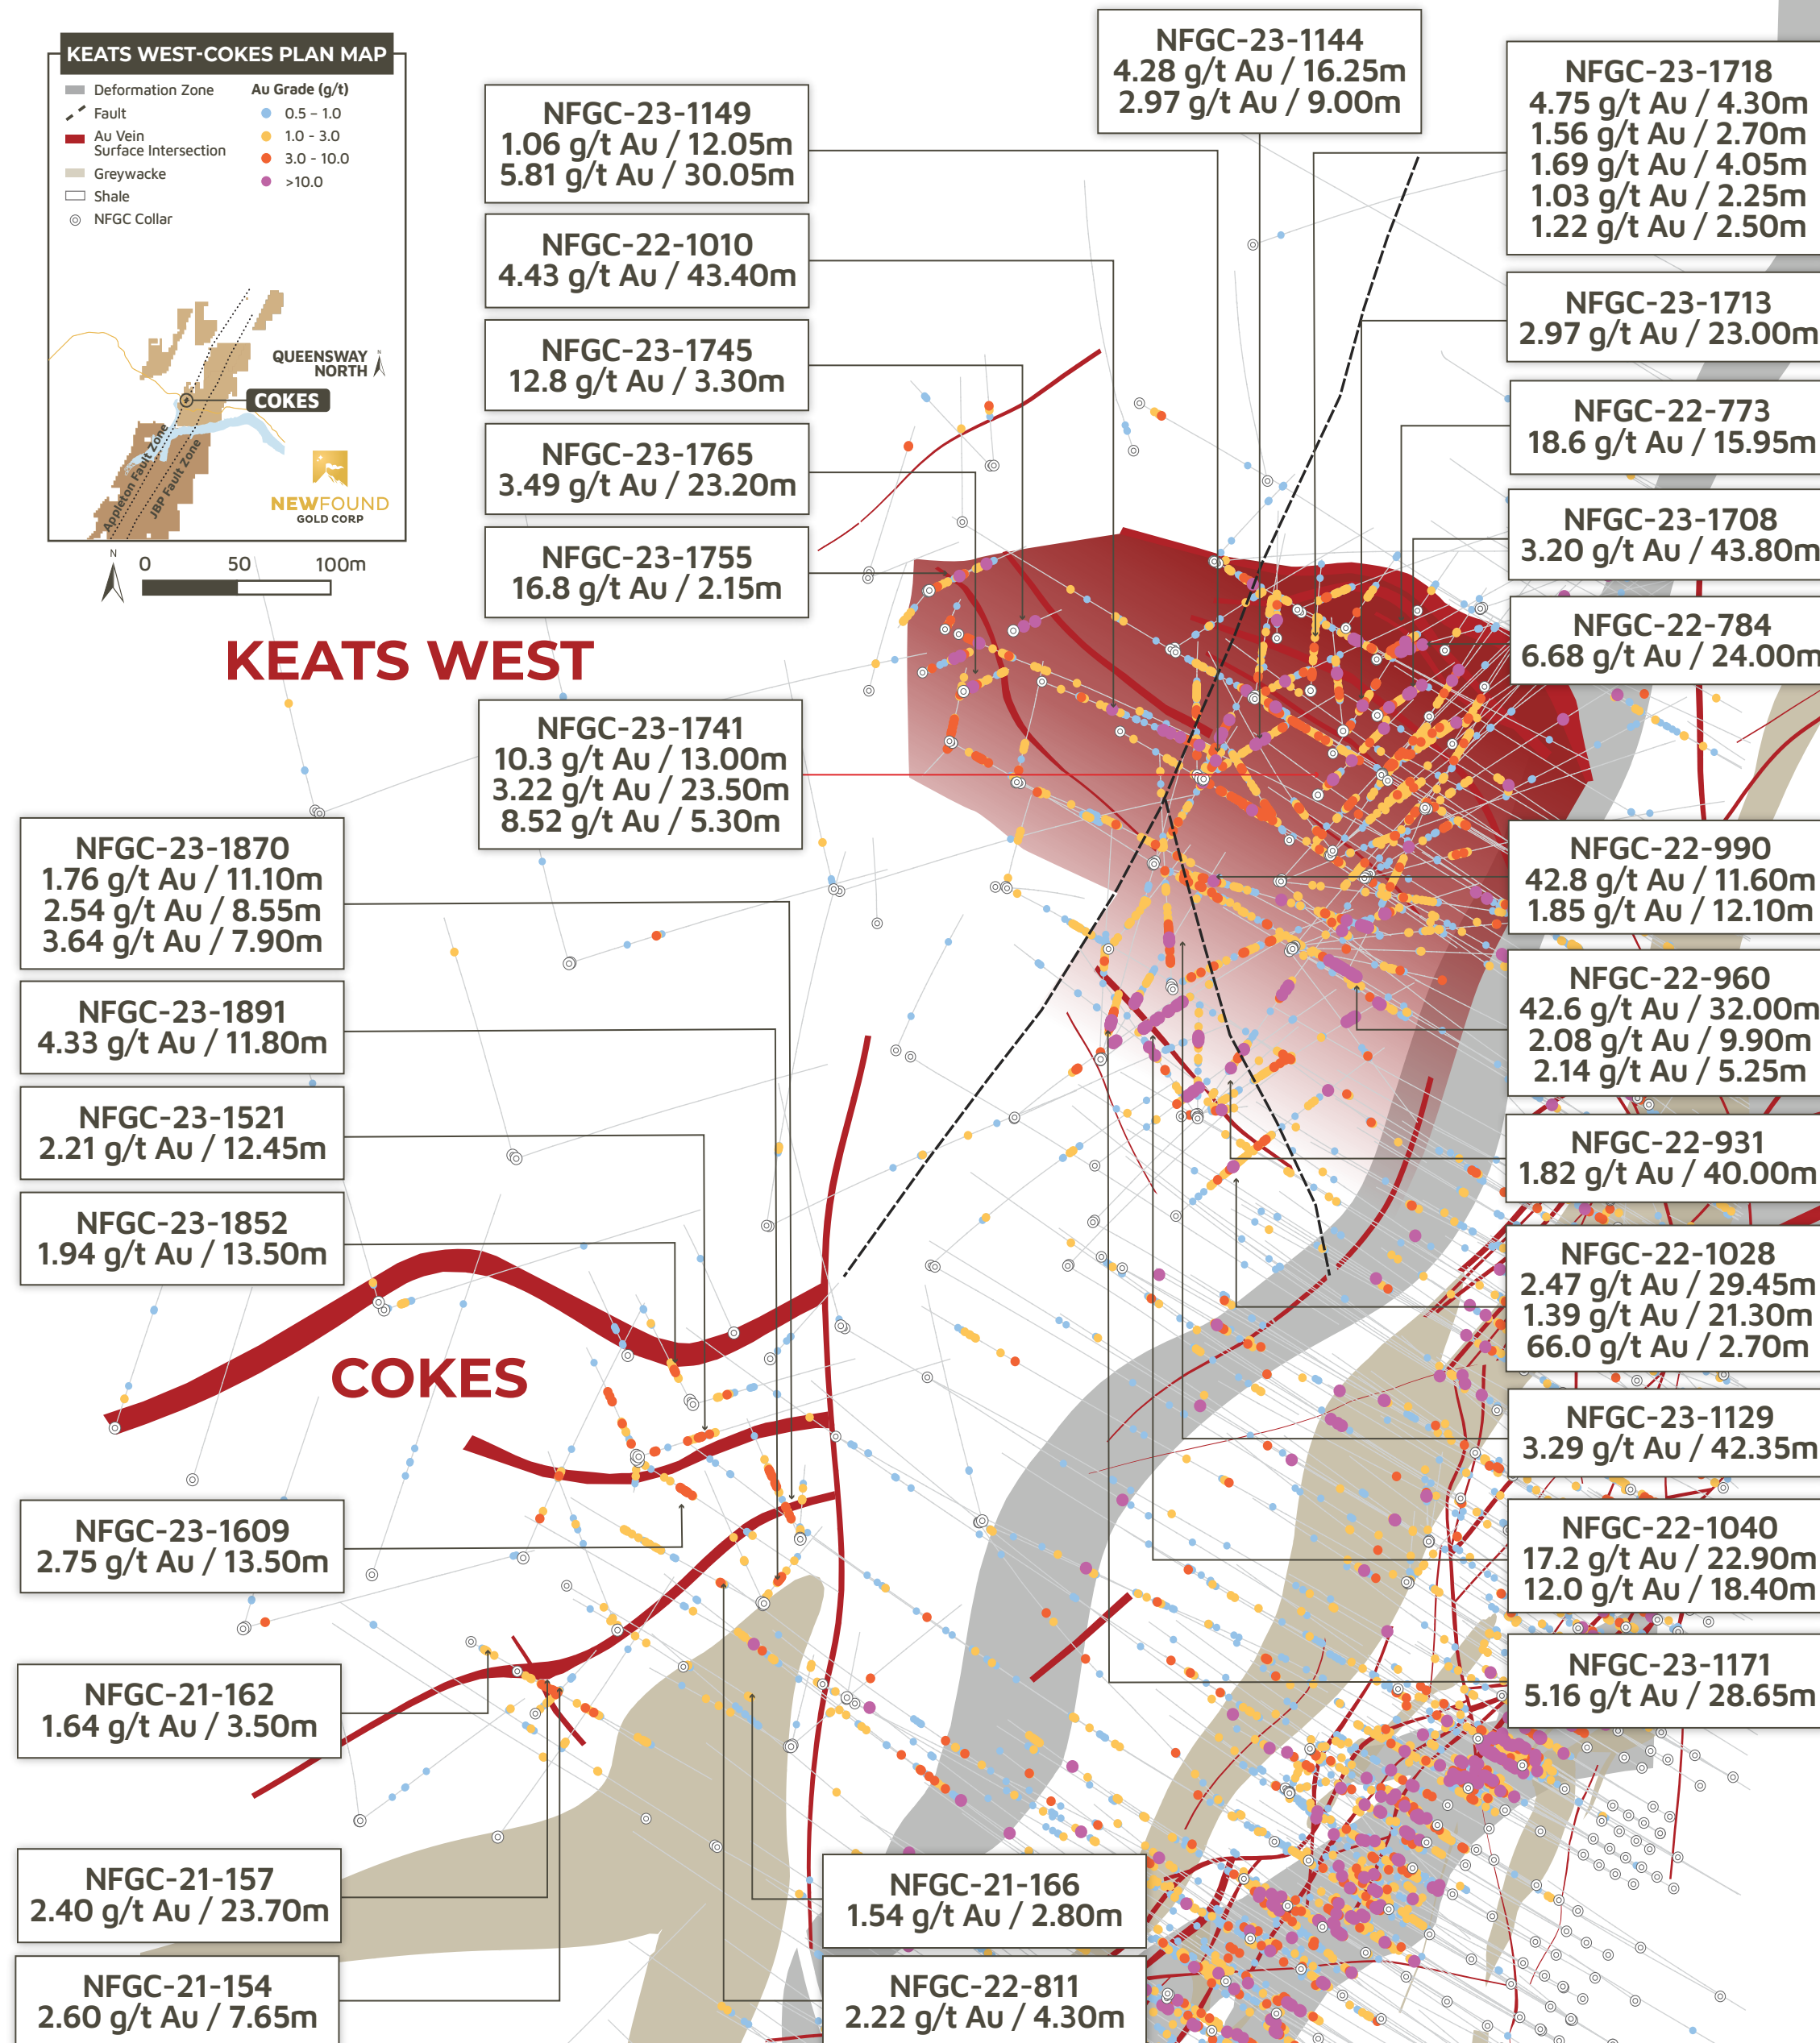 KEATS WEST-COKES PLAN MAP
Deformation Zone
Fault
Au Vein
Surface Intersection
Greywacke
Shale
NFGC Collar
Au Grade (g/t)
0.5 – 1.0
1.0 - 3.0
3.0 - 10.0
>10.0
QUEENSWAY
NORTH
N
COKES
Appleton Fault Zone
JBP Fault Zone
NEWFOUND
GOLD CORP
N
0 50 100m
KEATS WEST
COKES
NFGC-23-1149
1.06 g/t Au / 12.05m
5.81 g/t Au / 30.05m
NFGC-22-1010
4.43 g/t Au / 43.40m
NFGC-23-1745
12.8 g/t Au / 3.30m
NFGC-23-1765
3.49 g/t Au / 23.20m
NFGC-23-1755
16.8 g/t Au / 2.15m
NFGC-23-1741
10.3 g/t Au / 13.00m
3.22 g/t Au / 23.50m
8.52 g/t Au / 5.30m
NFGC-23-1870
1.76 g/t Au / 11.10m
2.54 g/t Au / 8.55m
3.64 g/t Au / 7.90m
NFGC-23-1891
4.33 g/t Au / 11.80m
NFGC-23-1521
2.21 g/t Au / 12.45m
NFGC-23-1852
1.94 g/t Au / 13.50m
NFGC-23-1609
2.75 g/t Au / 13.50m
NFGC-21-162
1.64 g/t Au / 3.50m
NFGC-21-157
2.40 g/t Au / 23.70m
NFGC-21-154
2.60 g/t Au / 7.65m
NFGC-21-166
1.54 g/t Au / 2.80m
NFGC-22-811
2.22 g/t Au / 4.30m
NFGC-23-1144
4.28 g/t Au / 16.25m
2.97 g/t Au / 9.00m
NFGC-23-1718
4.75 g/t Au / 4.30m
1.56 g/t Au / 2.70m
1.69 g/t Au / 4.05m
1.03 g/t Au / 2.25m
1.22 g/t Au / 2.50m
NFGC-23-1713
2.97 g/t Au / 23.00m
NFGC-22-773
18.6 g/t Au / 15.95m
NFGC-23-1708
3.20 g/t Au / 43.80m
NFGC-22-784
6.68 g/t Au / 24.00m
NFGC-22-990
42.8 g/t Au / 11.60m
1.85 g/t Au / 12.10m
NFGC-22-960
42.6 g/t Au / 32.00m
2.08 g/t Au / 9.90m
2.14 g/t Au / 5.25m
NFGC-22-931
1.82 g/t Au / 40.00m
NFGC-22-1028
2.47 g/t Au / 29.45m
1.39 g/t Au / 21.30m
66.0 g/t Au / 2.70m
NFGC-23-1129
3.29 g/t Au / 42.35m
NFGC-22-1040
17.2 g/t Au / 22.90m
12.0 g/t Au / 18.40m
NFGC-23-1171
5.16 g/t Au / 28.65m